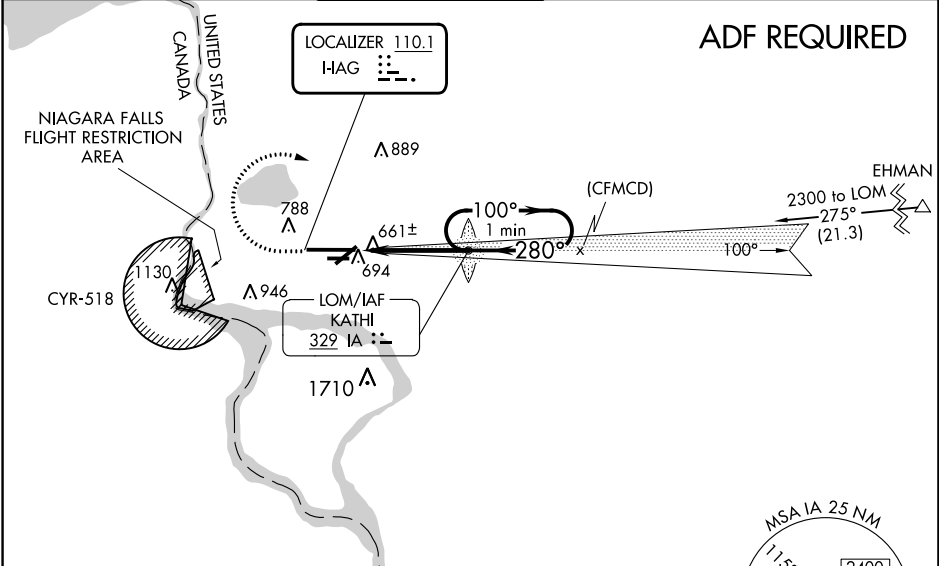 ADF REQUIRED
UNITED STATES
CANADA
LOCALIZER 110.1
I-IAG
NIAGARA FALLS
FLIGHT RESTRICTION
AREA
889
EHMAN
(CFMCD)
2300 to LOM
275°
(21.3)
788
100°
1 min
661±
280°
100°
694
1130
CYR-518
946
LOM/IAF
KATHI
329 IA
1710
MSA IA 25 NM